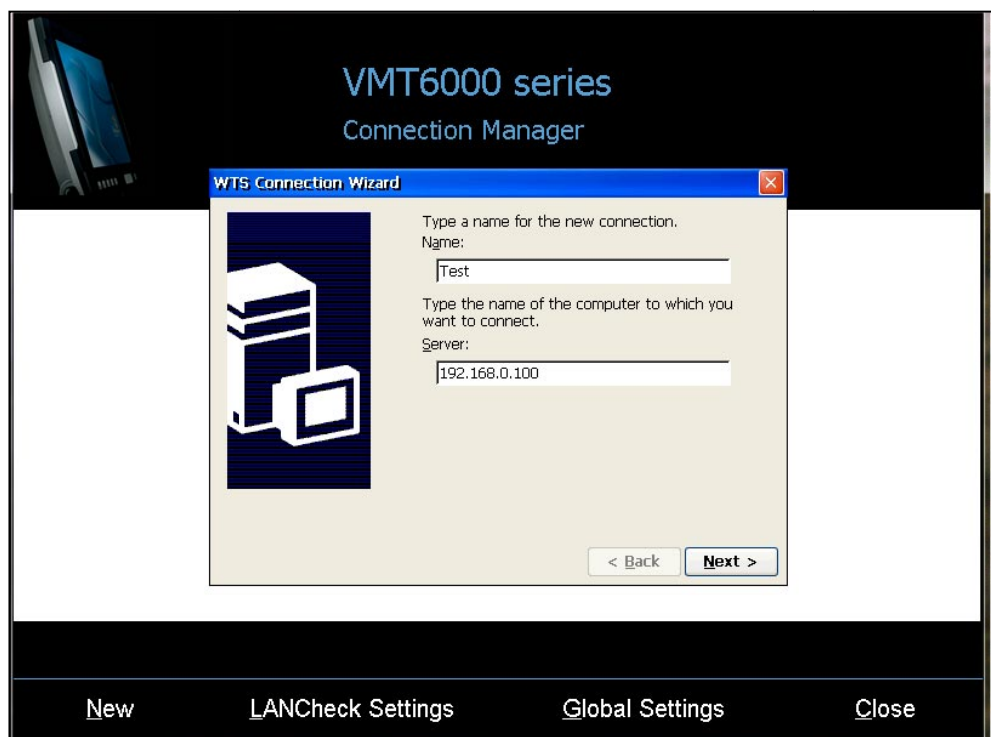 VMT6000 series
Connection Manager
WTS Connection Wizard
Type a name for the new connection.
Name:
Test
Type the name of the computer to which you
want to connect.
Server:
192.168.0.100
< Back
Next >
New
LANCheck Settings
Global Settings
Close